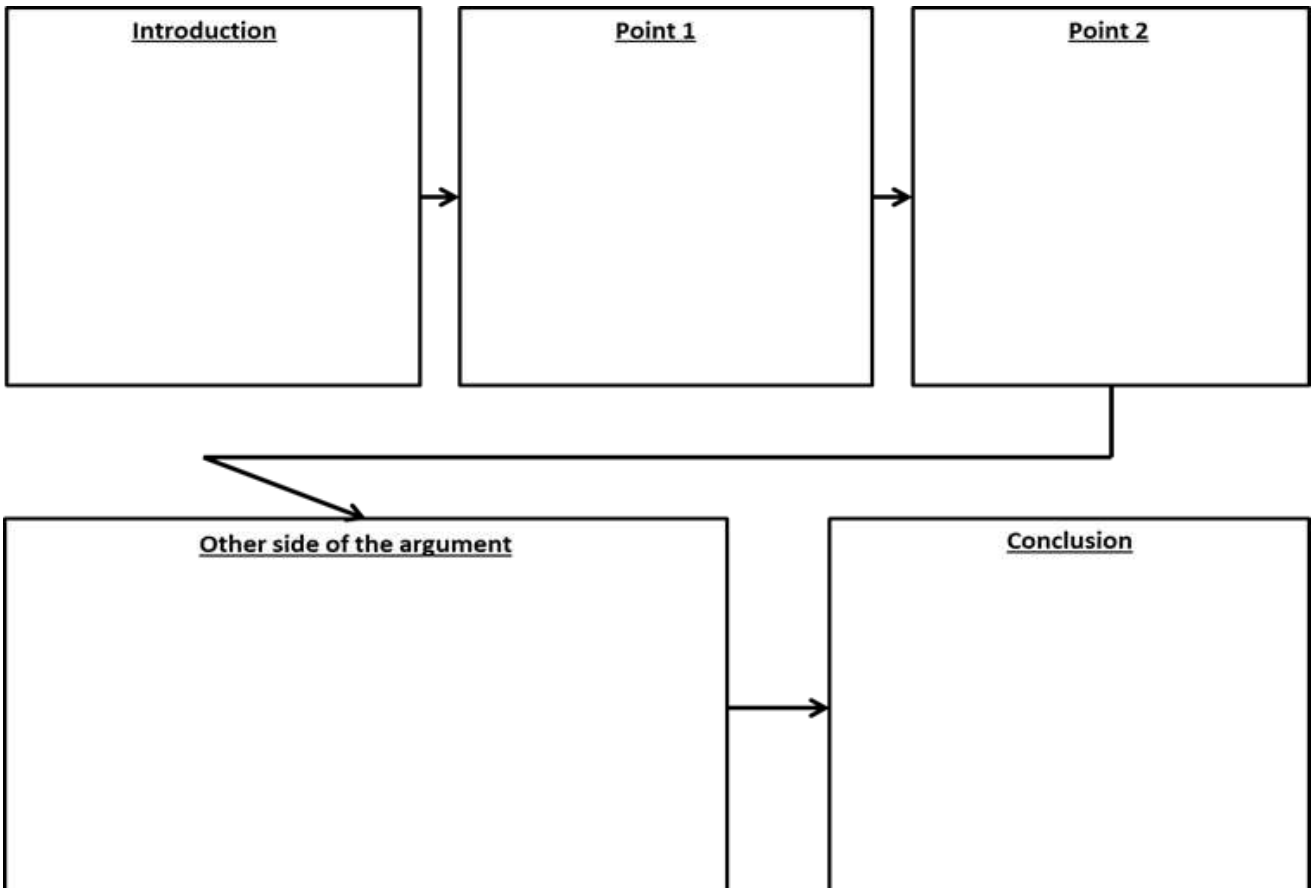 Introduction
Point 1
Point 2
Other side of the argument
Conclusion